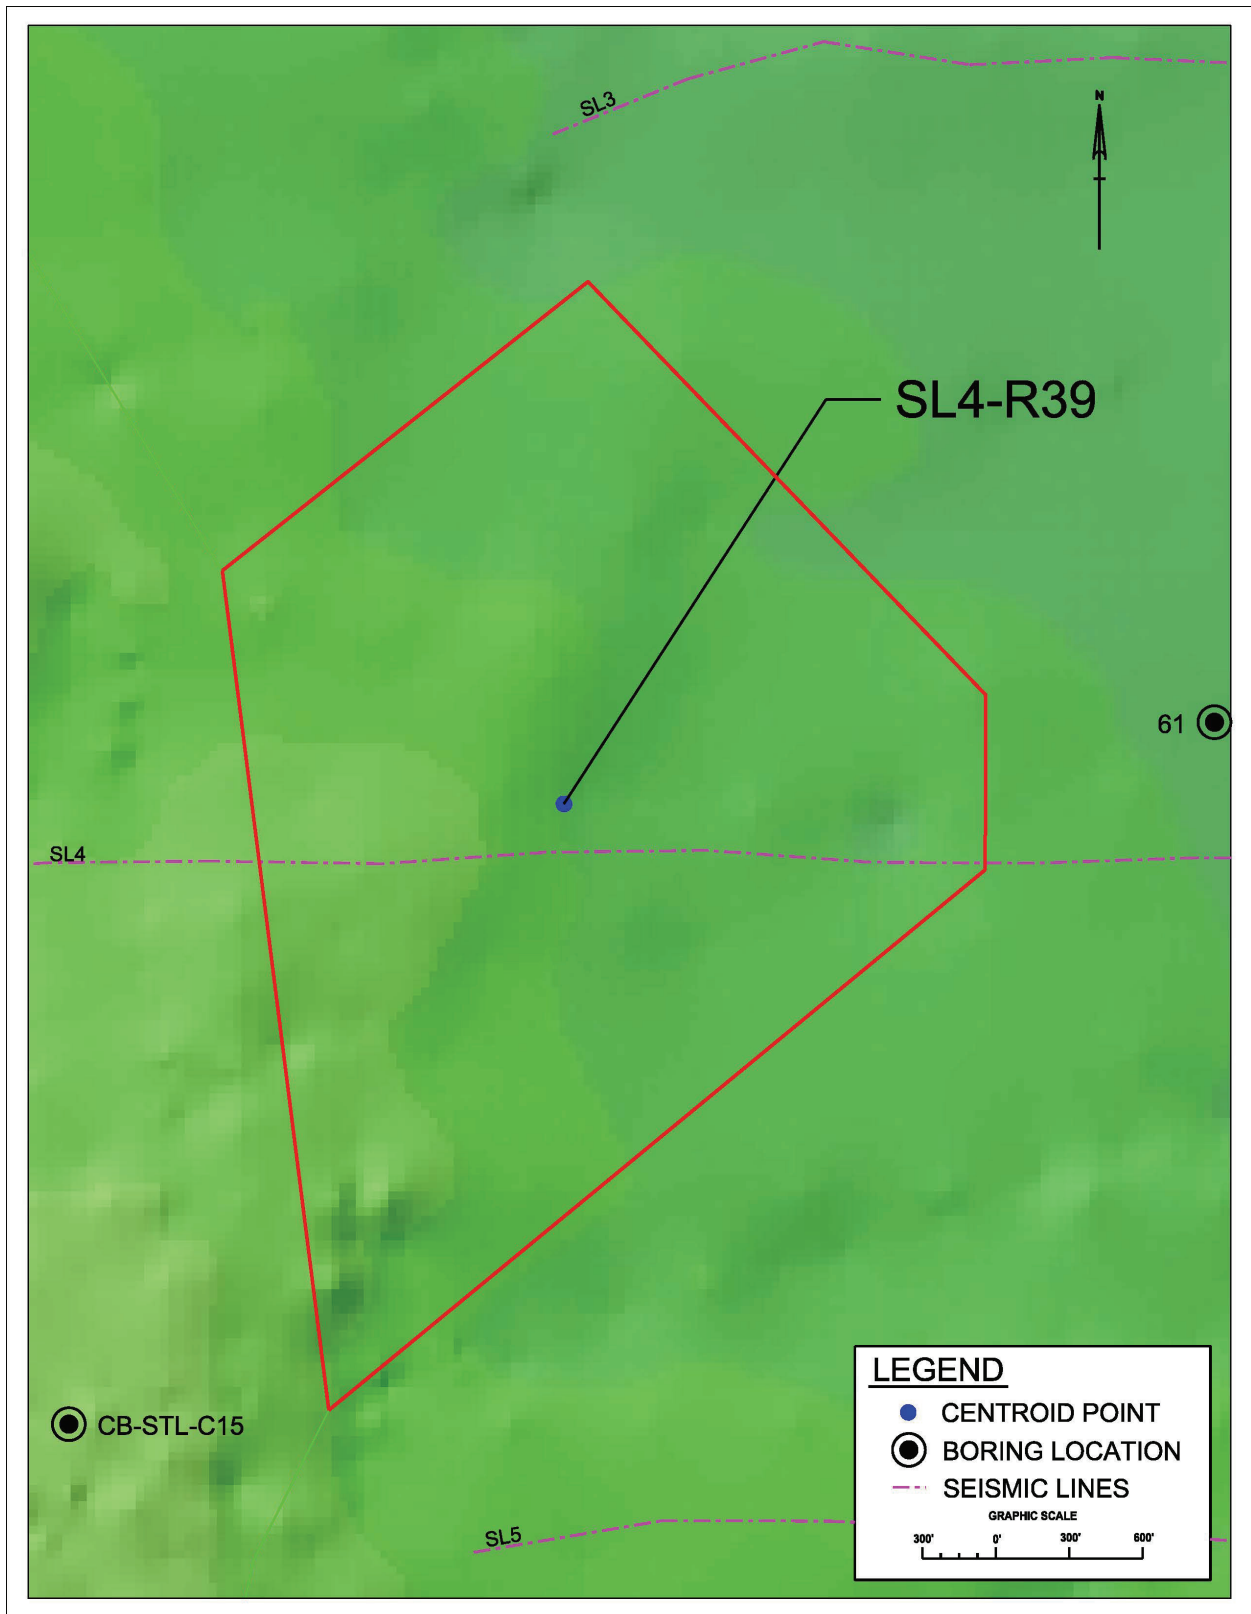 SL3
N
SL4-R39
61
SL4
CB-STL-C15
SL5
LEGEND
CENTROID POINT
BORING LOCATION
SEISMIC LINES
GRAPHIC SCALE
300' 0' 300' 600'